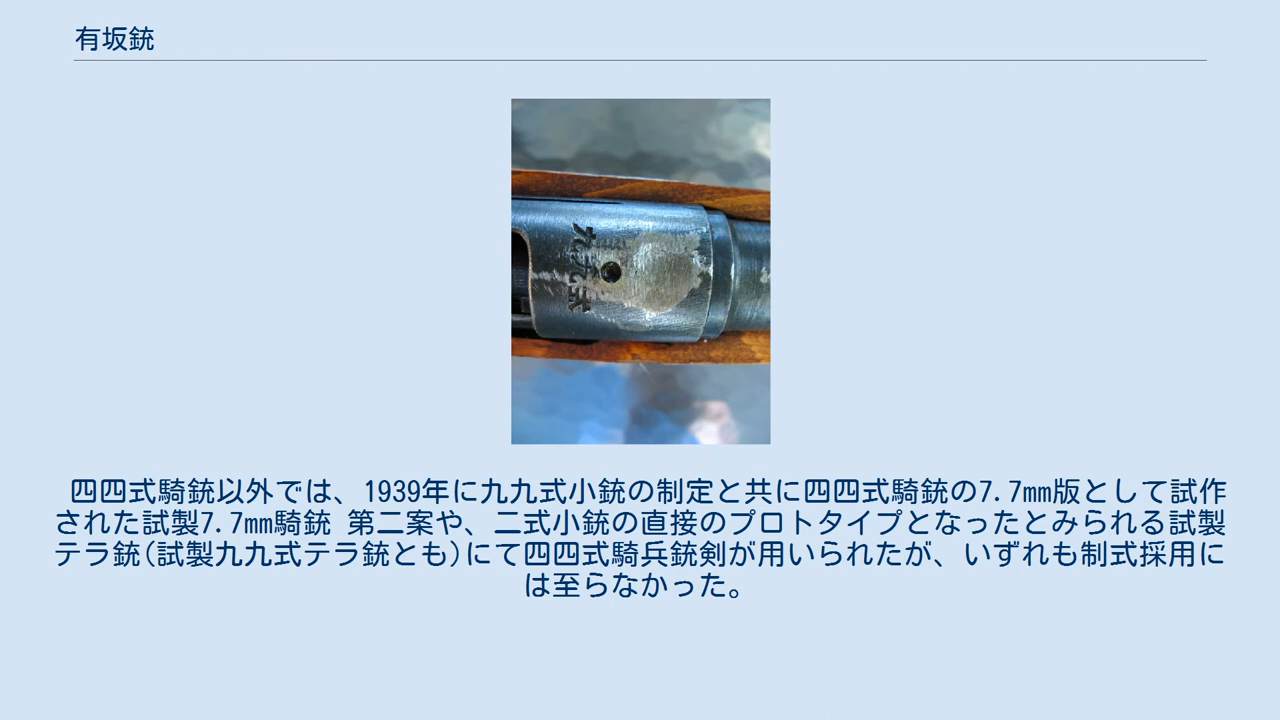 有坂銃
九九式
四四式騎銃以外では、1939年に九九式小銃の制定と共に四四式騎銃の7.7mm版として試作
された試製7.7mm騎銃 第二案や、二式小銃の直接のプロトタイプとなったとみられる試製
テラ銃(試製九九式テラ銃とも)にて四四式騎兵銃剣が用いられたが、いずれも制式採用に
は至らなかった。